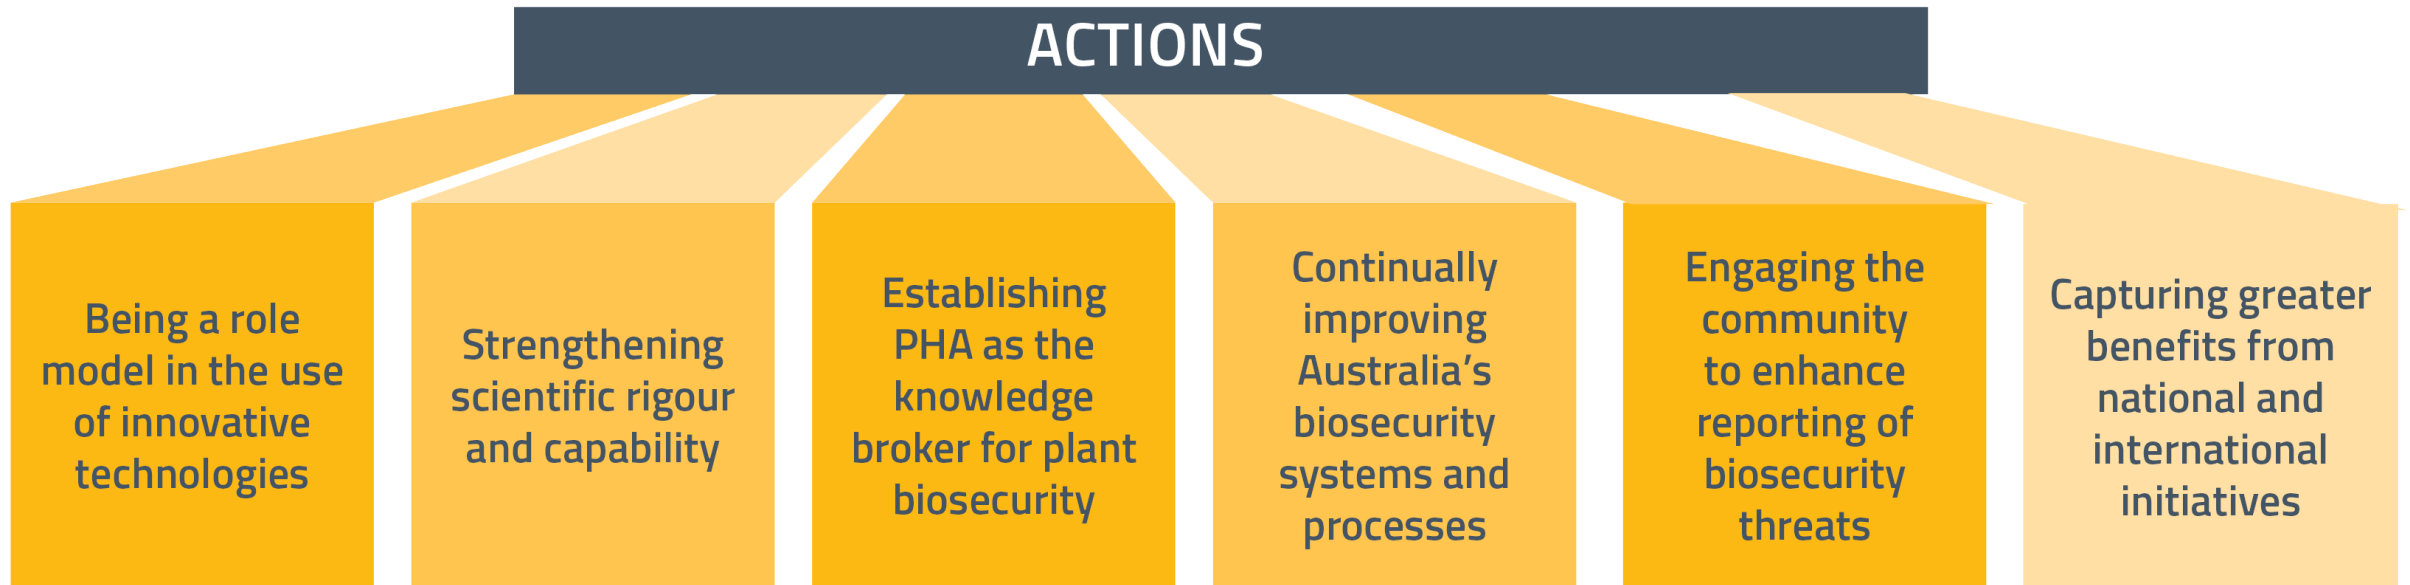 ACTIONS
Being a role
model in the use
of innovative
technologies
Strengthening
scientific rigour
and capability
Establishing
PHA as the
knowledge
broker for plant
biosecurity
Continually
improving
Australia’s
biosecurity
systems and
processes
Engaging the
community
to enhance
reporting of
biosecurity
threats
Capturing greater
benefits from
national and
international
initiatives